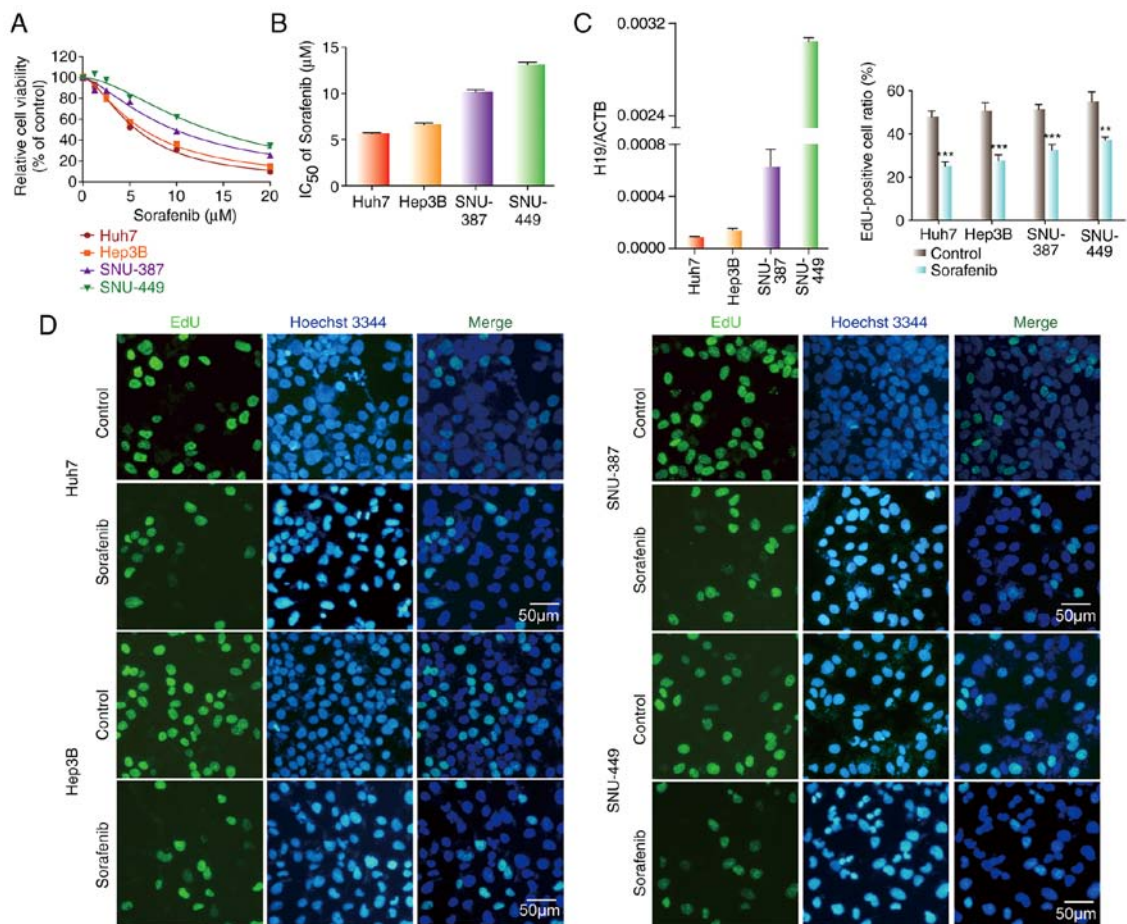 A
Relative cell viability
(% of control)
120
100
80
60
40
20
0
0
5
10
15
20
Sorafenib (μM)
Huh7
Hep3B
SNU-387
SNU-449
B
IC50 of Sorafenib (μM)
15
10
5
0
Huh7
Hep3B
SNU-
387
SNU-
449
C
H19/ACTB
0.0032
0.0024
0.0008
0.0004
0.0000
Huh7
Hep3B
SNU-
387
SNU-
449
EdU-positive cell ratio (%)
60
40
20
0
***
***
***
**
Huh7
Hep3B
SNU-
387
SNU-
449
Control
Sorafenib
D
EdU
Hoechst 3344
Merge
Huh7
Control
Sorafenib
50μm
Hep3B
Control
Sorafenib
50μm
EdU
Hoechst 3344
Merge
SNU-387
Control
Sorafenib
50μm
SNU-449
Control
Sorafenib
50μm